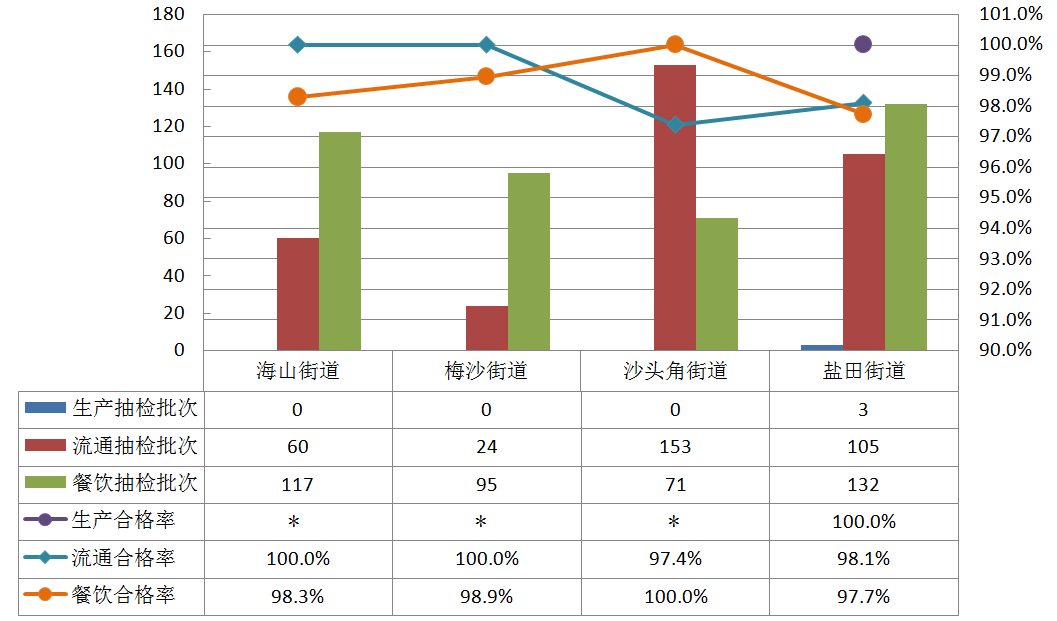 180 101.0%
160 100.0%
140 99.0%
120 98.0%
100 97.0%
80 96.0%
60 95.0%
40 94.0%
20 93.0%
0 92.0%
91.0%
90.0%
海山街道 梅沙街道 沙头角街道 盐田街道
生产抽检批次 0 0 0 3
流通抽检批次 60 24 153 105
餐饮抽检批次 117 95 71 132
生产合格率 * * * 100.0%
流通合格率 100.0% 100.0% 97.4% 98.1%
餐饮合格率 98.3% 98.9% 100.0% 97.7%